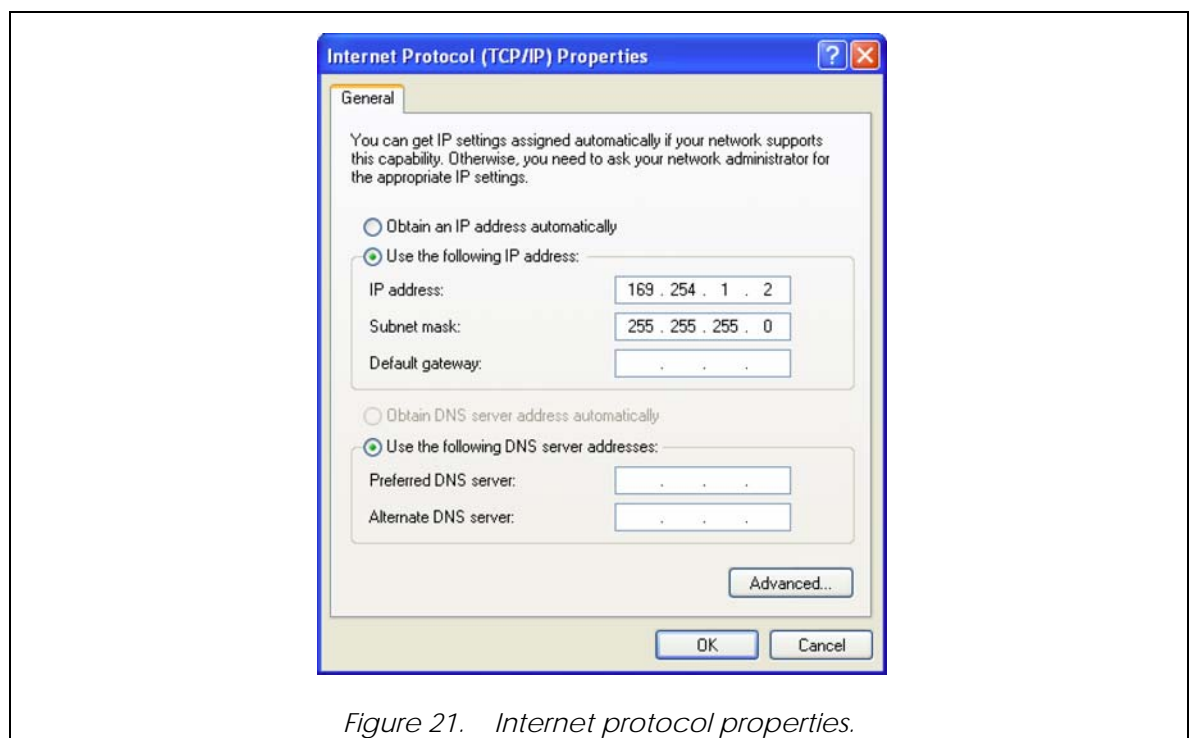 Internet Protocol (TCP/IP) Properties
General
You can get IP settings assigned automatically if your network supports
this capability. Otherwise, you need to ask your network administrator for
the appropriate IP settings.
Obtain an IP address automatically
Use the following IP address:
IP address: 169 . 254 . 1 . 2
Subnet mask: 255 . 255 . 255 . 0
Default gateway: . . .
Obtain DNS server address automatically
Use the following DNS server addresses:
Preferred DNS server: . . .
Alternate DNS server: . . .
Advanced...
OK Cancel
Figure 21. Internet protocol properties.